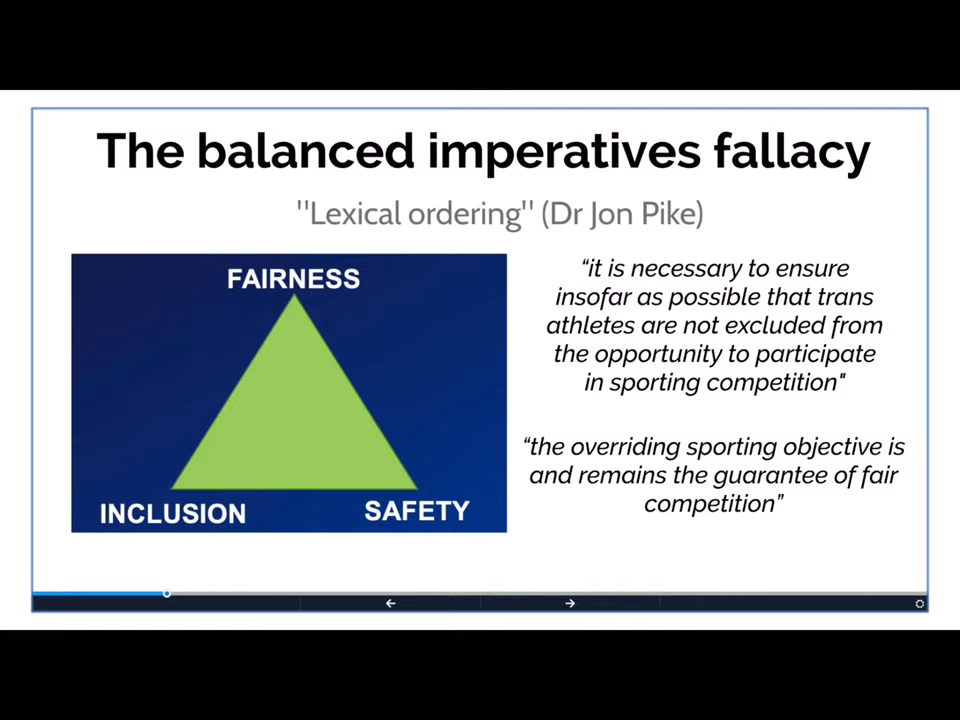 The balanced imperatives fallacy
"Lexical ordering" (Dr Jon Pike)
FAIRNESS
INCLUSION
SAFETY
“it is necessary to ensure
insofar as possible that trans
athletes are not excluded from
the opportunity to participate
in sporting competition"
“the overriding sporting objective is
and remains the guarantee of fair
competition”